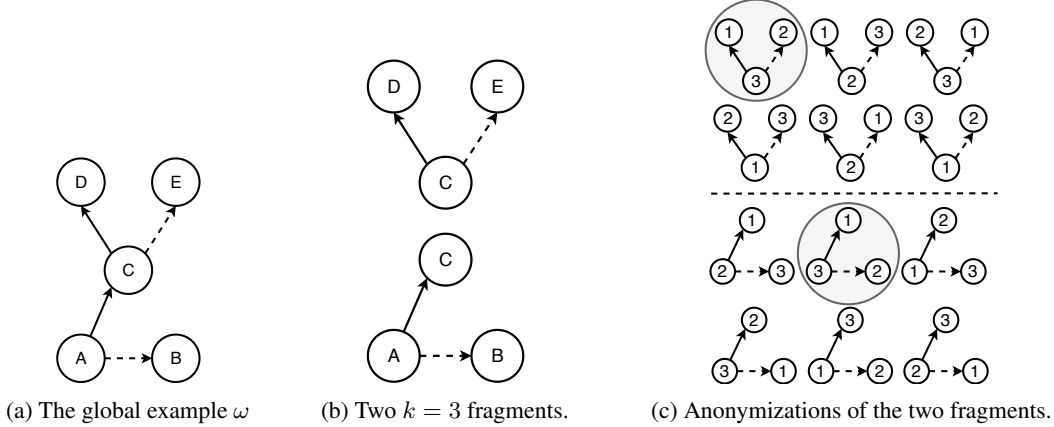 D E
C
A B
(a) The global example ω
D E
C
C
A B
(b) Two k = 3 fragments.
1 2 1 3 2 1
3 2 3
2 3 3 1 3 2
1 2 1
1 1 2
2 3 3 2 1 3
2 3 3
3 1 1 2 2 1
(c) Anonymizations of the two fragments.